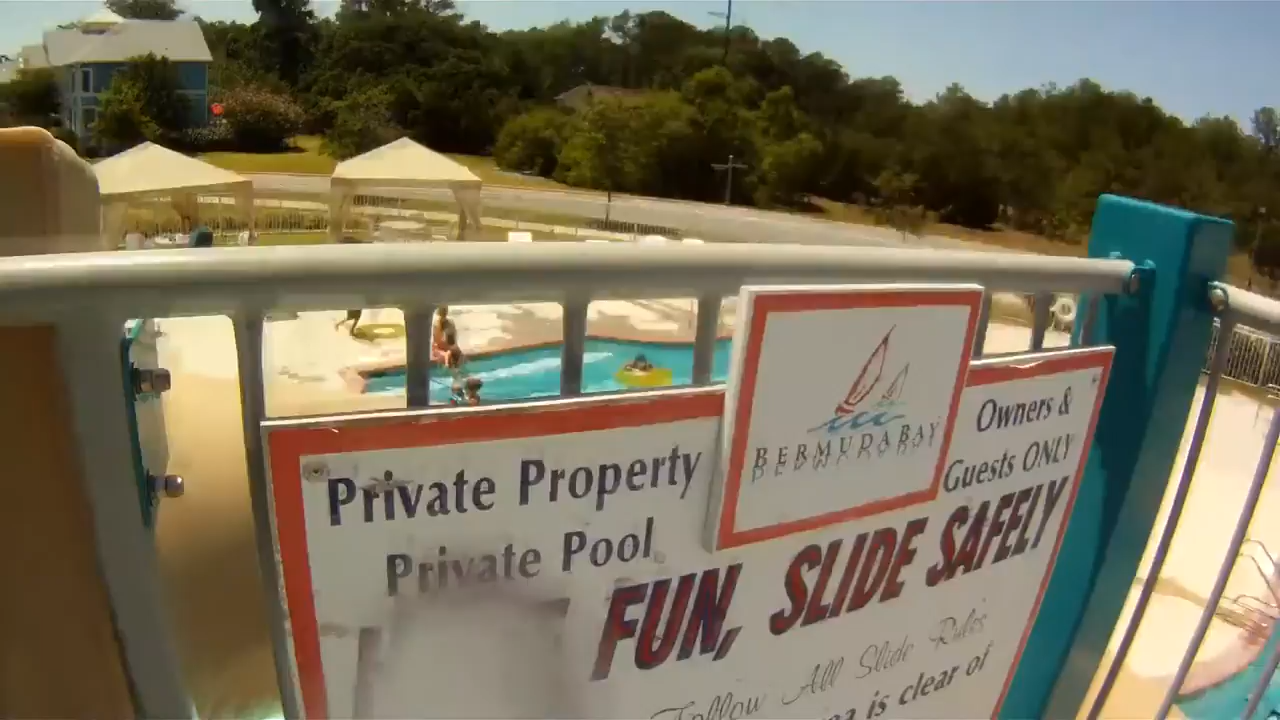 BERMUDA BAY
Private Property
Private Pool
Owners &
Guests ONLY
FUN, SLIDE SAFELY
Follow All Slide Rules
is clear of